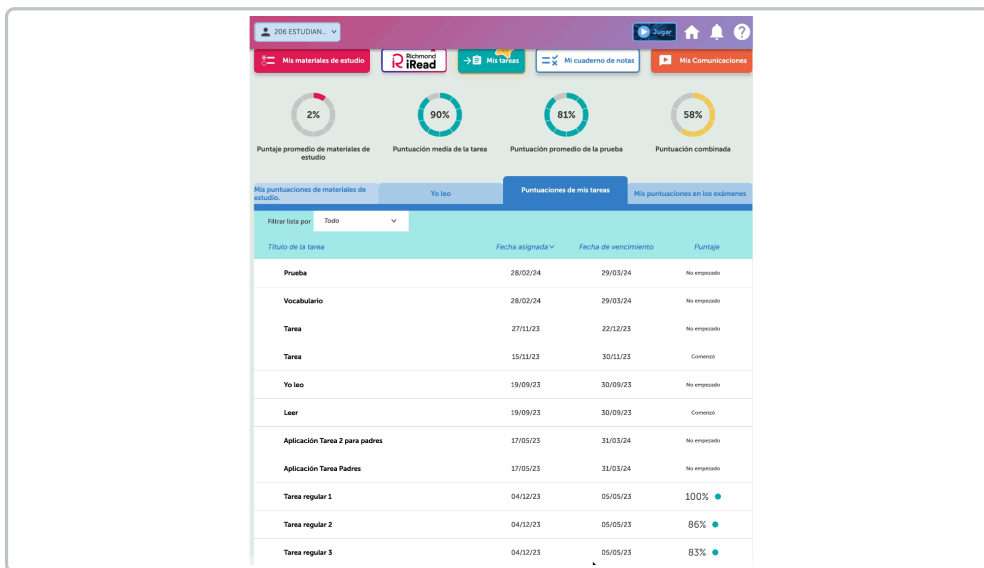 206 ESTUDIAN...
Jugar
Mis materiales de estudio
Richmond
iRead
Mis tareas
Mi cuaderno de notas
Mis Comunicaciones
2%
90%
81%
58%
Puntaje promedio de materiales de estudio
Puntuación media de la tarea
Puntuación promedio de la prueba
Puntuación combinada
Mis puntuaciones de materiales de estudio.
Yo leo
Puntuaciones de mis tareas
Mis puntuaciones en los exámenes
Filtrar lista por Todo
Título de la tarea Fecha asignada Fecha de vencimiento Puntaje
Prueba 28/02/24 29/03/24 No empezado
Vocabulario 28/02/24 29/03/24 No empezado
Tarea 27/11/23 22/12/23 No empezado
Tarea 15/11/23 30/11/23 Comenzó
Yo leo 19/09/23 30/09/23 No empezado
Leer 19/09/23 30/09/23 Comenzó
Aplicación Tarea 2 para padres 17/05/23 31/03/24 No empezado
Aplicación Tarea Padres 17/05/23 31/03/24 No empezado
Tarea regular 1 04/12/23 05/05/23 100%
Tarea regular 2 04/12/23 05/05/23 86%
Tarea regular 3 04/12/23 05/05/23 83%